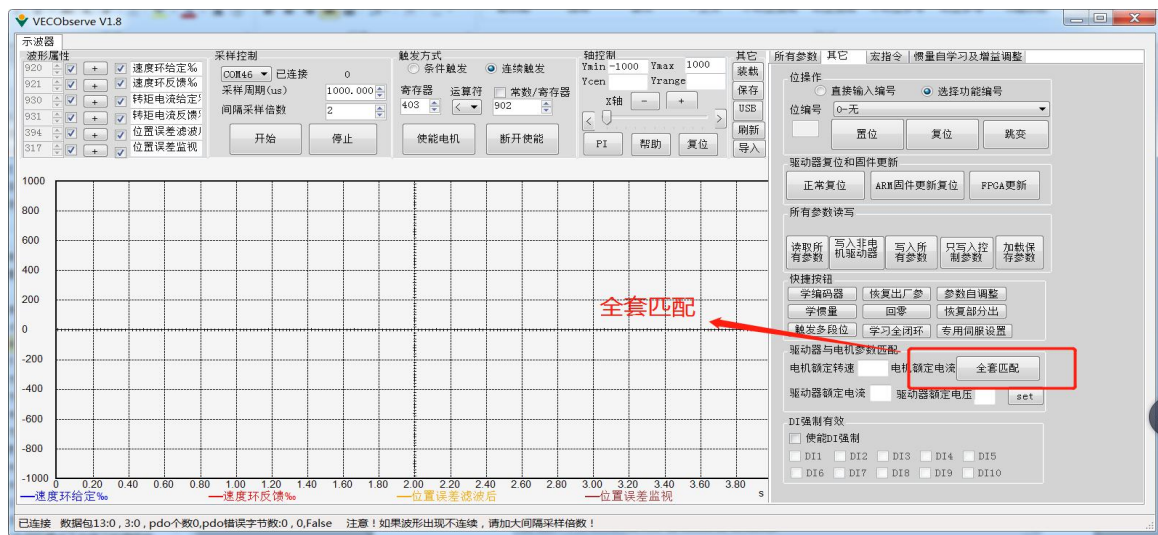 VECObserve V1.8
示波器
波形属性
920 + 速度环给定‰
921 + 速度环反馈‰
930 + 转矩电流给定
931 + 转矩电流反馈
394 + 位置误差滤波
317 + 位置误差监视
采样控制
COM46 已连接 0
采样周期(us) 1000.000
间隔采样倍数 2
开始 停止
触发方式
条件触发 连续触发
寄存器 运算符 常数/寄存器
403 < 902
使能电机 断开使能
轴控制
Ymin -1000 Ymax 1000
Ycen Yrange
X轴 - +
< >
PI 帮助 复位
其它
装载
保存
USB
刷新
导入
所有参数 其它 宏指令 惯量自学习及增益调整
位操作
直接输入编号 选择功能编号
位编号 0-无
置位 复位 跳变
驱动器复位和固件更新
正常复位 ARM固件更新复位 FPGA更新
所有参数读写
读取所有参数 写入非电机驱动器 写入所有参数 只写入控制参数 加载保存参数
快捷按钮
学编码器 恢复出厂参 参数自调整
学惯量 回零 恢复部分出
触发多段位 学习全闭环 专用伺服设置
驱动器与电机参数匹配
电机额定转速 电机额定电流 全套匹配
驱动器额定电流 驱动器额定电压 set
DI强制有效
使能DI强制
DI1 DI2 DI3 DI4 DI5
DI6 DI7 DI8 DI9 DI10
全套匹配
1000
800
600
400
200
0
-200
-400
-600
-800
-1000
0 0.20 0.40 0.60 0.80 1.00 1.20 1.40 1.60 1.80 2.00 2.20 2.40 2.60 2.80 3.00 3.20 3.40 3.60 3.80 s
速度环给定‰ 速度环反馈‰ 位置误差滤波后 位置误差监视
已连接 数据包13:0 , 3:0 , pdo个数0,pdo错误字节数:0 , 0,False 注意！如果波形出现不连续，请加大间隔采样倍数！